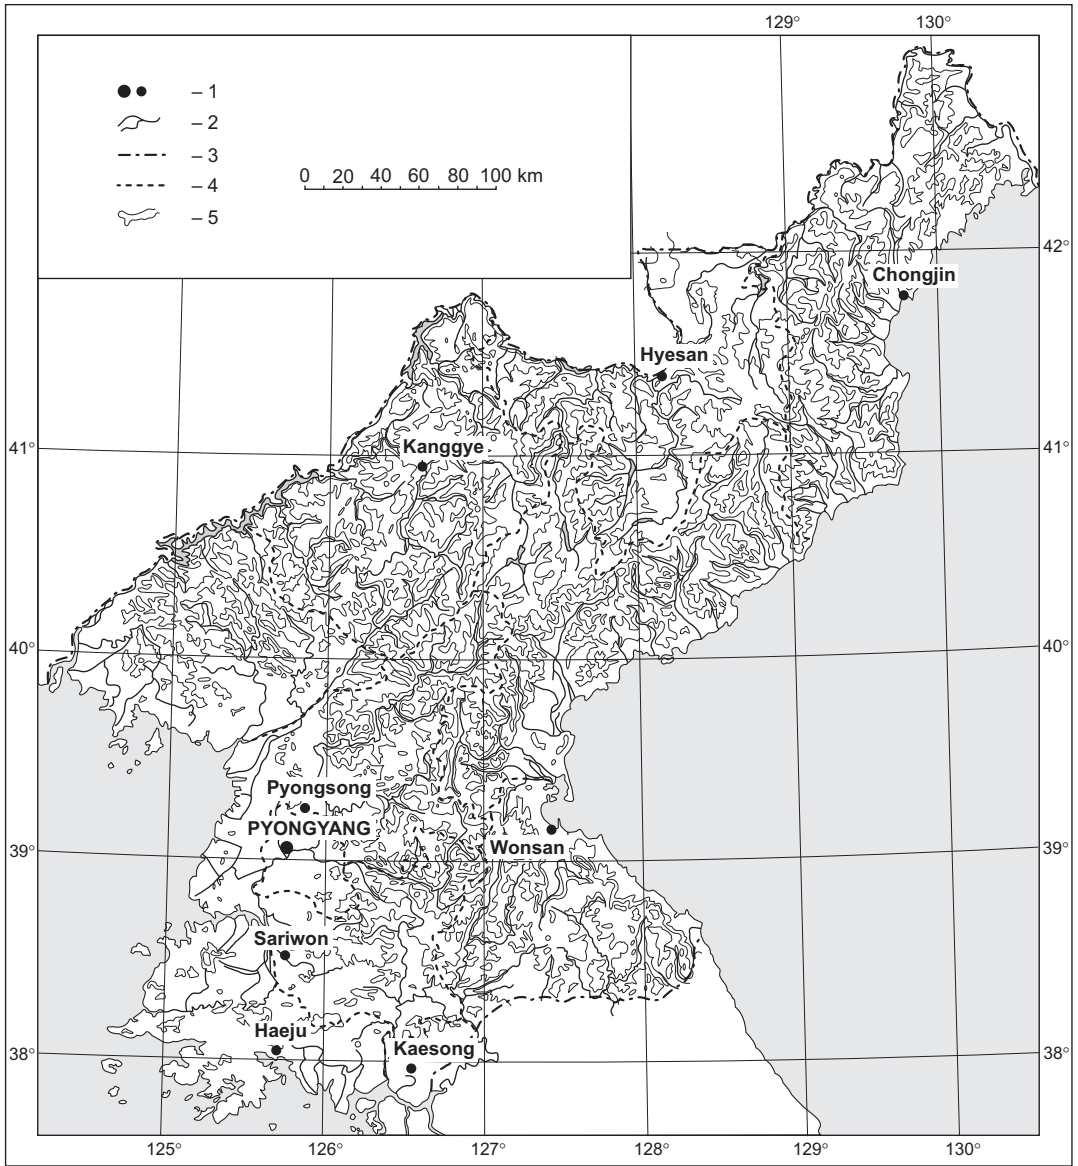 129° 130°
– 1
– 2
– 3
– 4
– 5
0 20 40 60 80 100 km
42°
Chongjin
Hyesan
41° Kanggye 41°
40° 40°
Pyongsong
PYONGYANG
Wonsan
39° 39°
Sariwon
Haeju
Kaesong
38° 38°
125° 126° 127° 128° 129° 130°